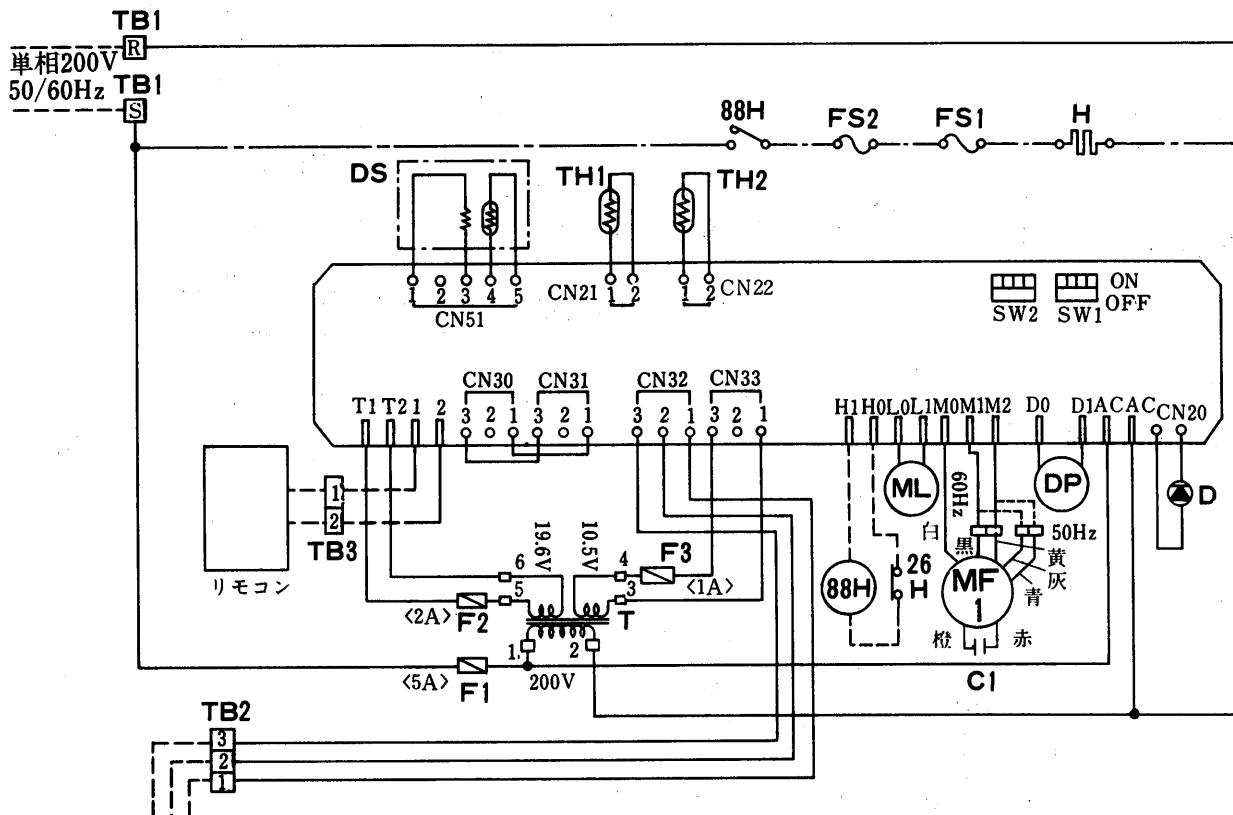 TB1
R
単相200V
50/60Hz
TB1
S
88H
FS2
FS1
H
DS
TH1
TH2
1 2 3 4 5
CN51
CN21 1 2
1 2 CN22
SW2
SW1
ON
OFF
CN30
CN31
CN32
CN33
T1 T2 1 2
3 2 1 3 2 1
3 2 1 3 2 1
H1 H0 L0 L1 M0 M1 M2 D0 D1 AC AC CN20
リモコン
1
2
TB3
19.6V
10.5V
6
5
4
3
F3
<1A>
<2A>
F2
T
1
2
<5A>
F1
200V
ML
60Hz
DP
D
50Hz
白
黒
黄
灰
青
88H
26
H
MF
1
橙
赤
C1
TB2
3
2
1